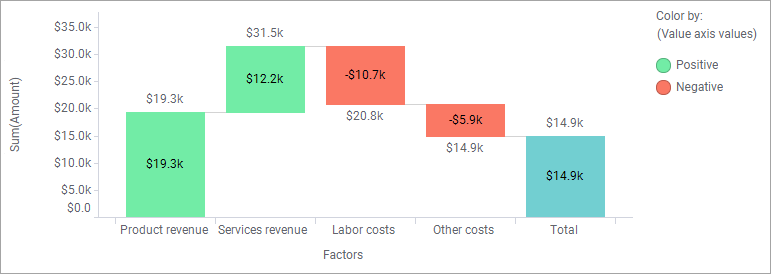 $35.0k
$30.0k
$25.0k
$20.0k
$15.0k
$10.0k
$5.0k
$0.0
Sum(Amount)
$19.3k
$19.3k
$31.5k
$12.2k
-$10.7k
$20.8k
-$5.9k
$14.9k
$14.9k
$14.9k
Product revenue
Services revenue
Labor costs
Other costs
Total
Factors
Color by:
(Value axis values)
Positive
Negative